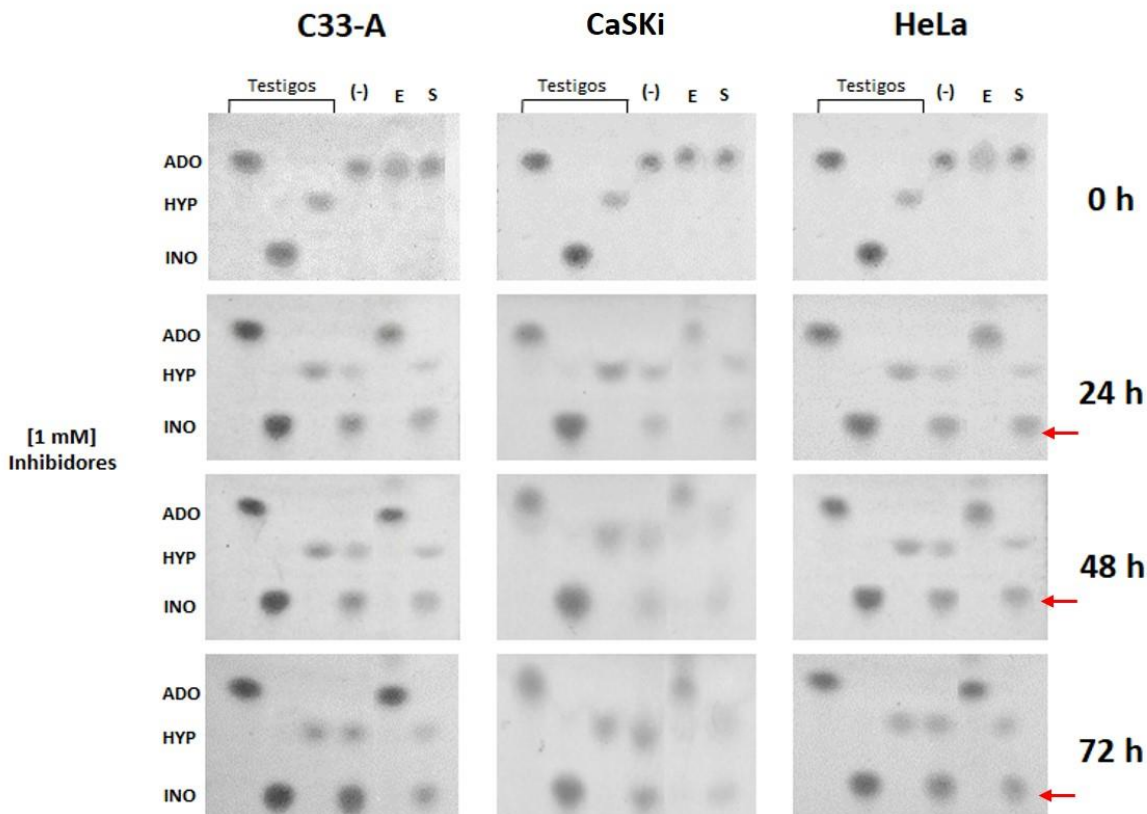 C33-A CaSKi HeLa
Testigos (-) E S Testigos (-) E S Testigos (-) E S
ADO
HYP
INO
0 h
ADO
HYP
INO
24 h
[1 mM]
Inhibidores
ADO
HYP
INO
48 h
ADO
HYP
INO
72 h